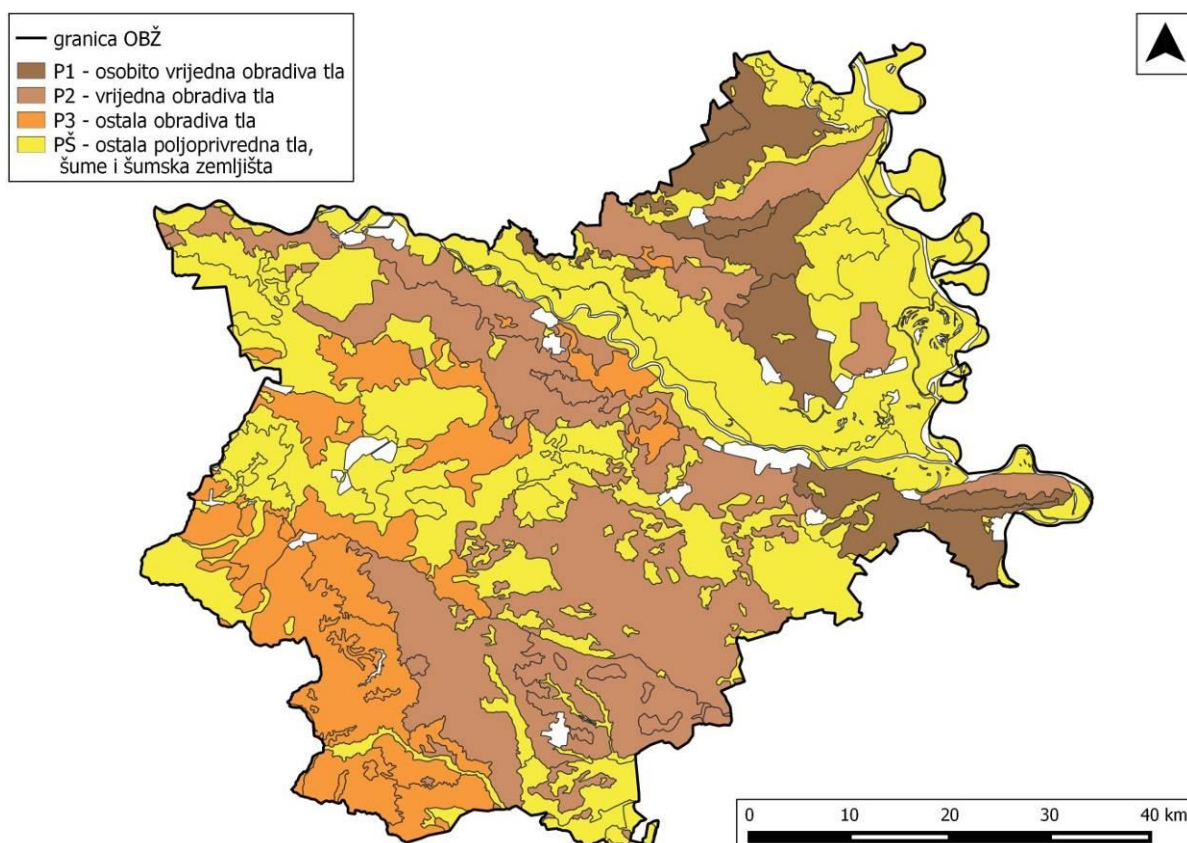 granica OBŽ
P1 - osobito vrijedna obradiva tla
P2 - vrijedna obradiva tla
P3 - ostala obradiva tla
PŠ - ostala poljoprivredna tla,
šume i šumska zemljišta
0 10 20 30 40 km